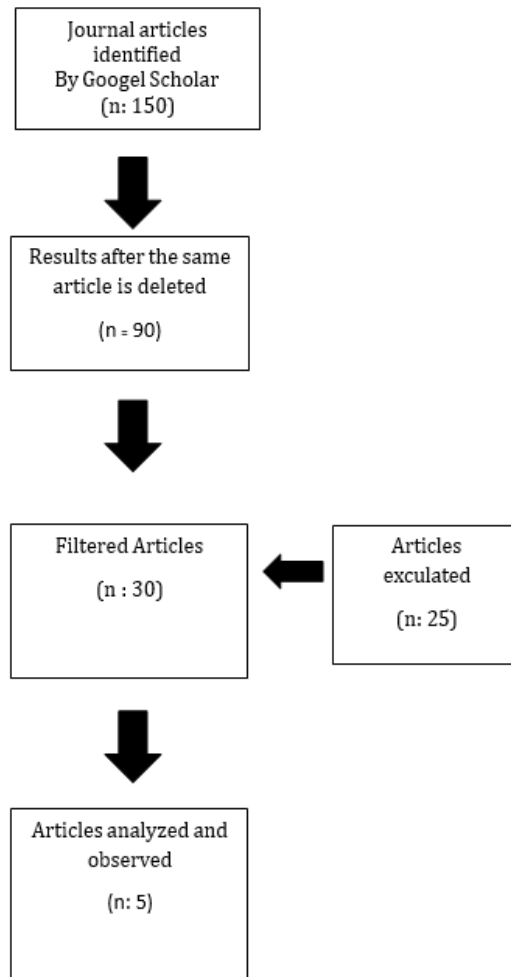 Journal articles
identified
By Googel Scholar
(n: 150)
Results after the same
article is deleted
(n = 90)
Filtered Articles
(n : 30)
Articles
exculated
(n: 25)
Articles analyzed and
observed
(n: 5)